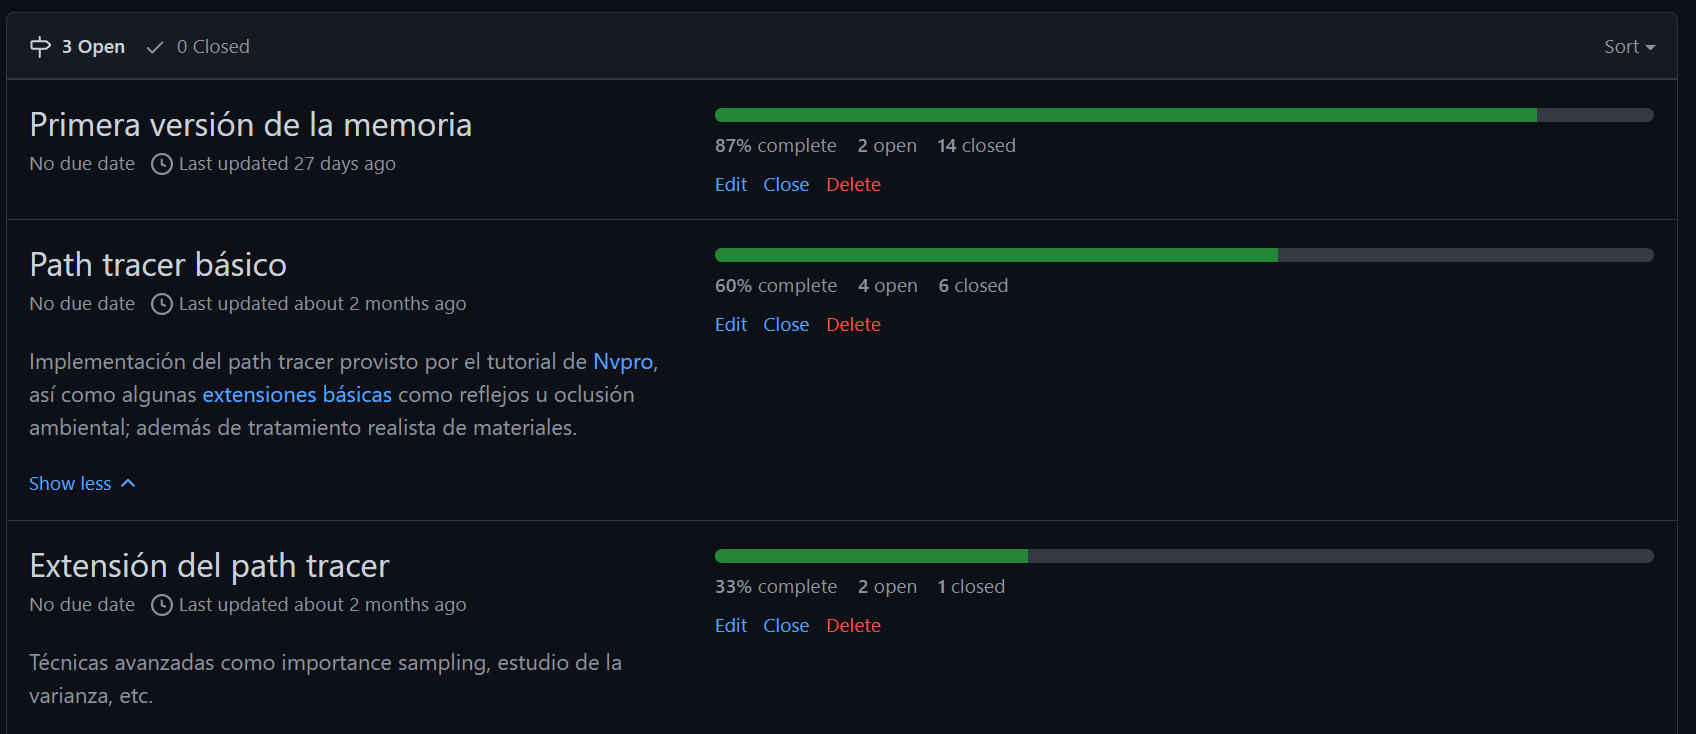 3 Open 0 Closed Sort
Primera versión de la memoria
No due date Last updated 27 days ago
87% complete 2 open 14 closed
Edit Close Delete
Path tracer básico
No due date Last updated about 2 months ago
60% complete 4 open 6 closed
Edit Close Delete
Implementación del path tracer provisto por el tutorial de Nvpro,
así como algunas extensiones básicas como reflejos u oclusión
ambiental; además de tratamiento realista de materiales.
Show less
Extensión del path tracer
No due date Last updated about 2 months ago
33% complete 2 open 1 closed
Edit Close Delete
Técnicas avanzadas como importance sampling, estudio de la
varianza, etc.